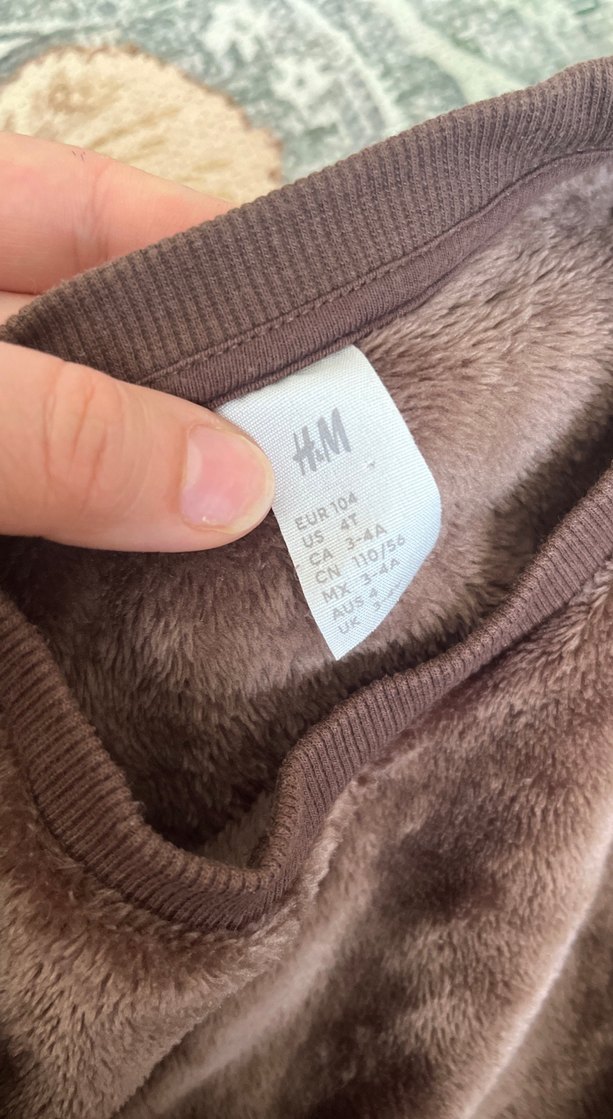 H&M
EUR 104
US 4T
CA 3-4A
CN 110/56
MX 3-4A
AUS 4
UK